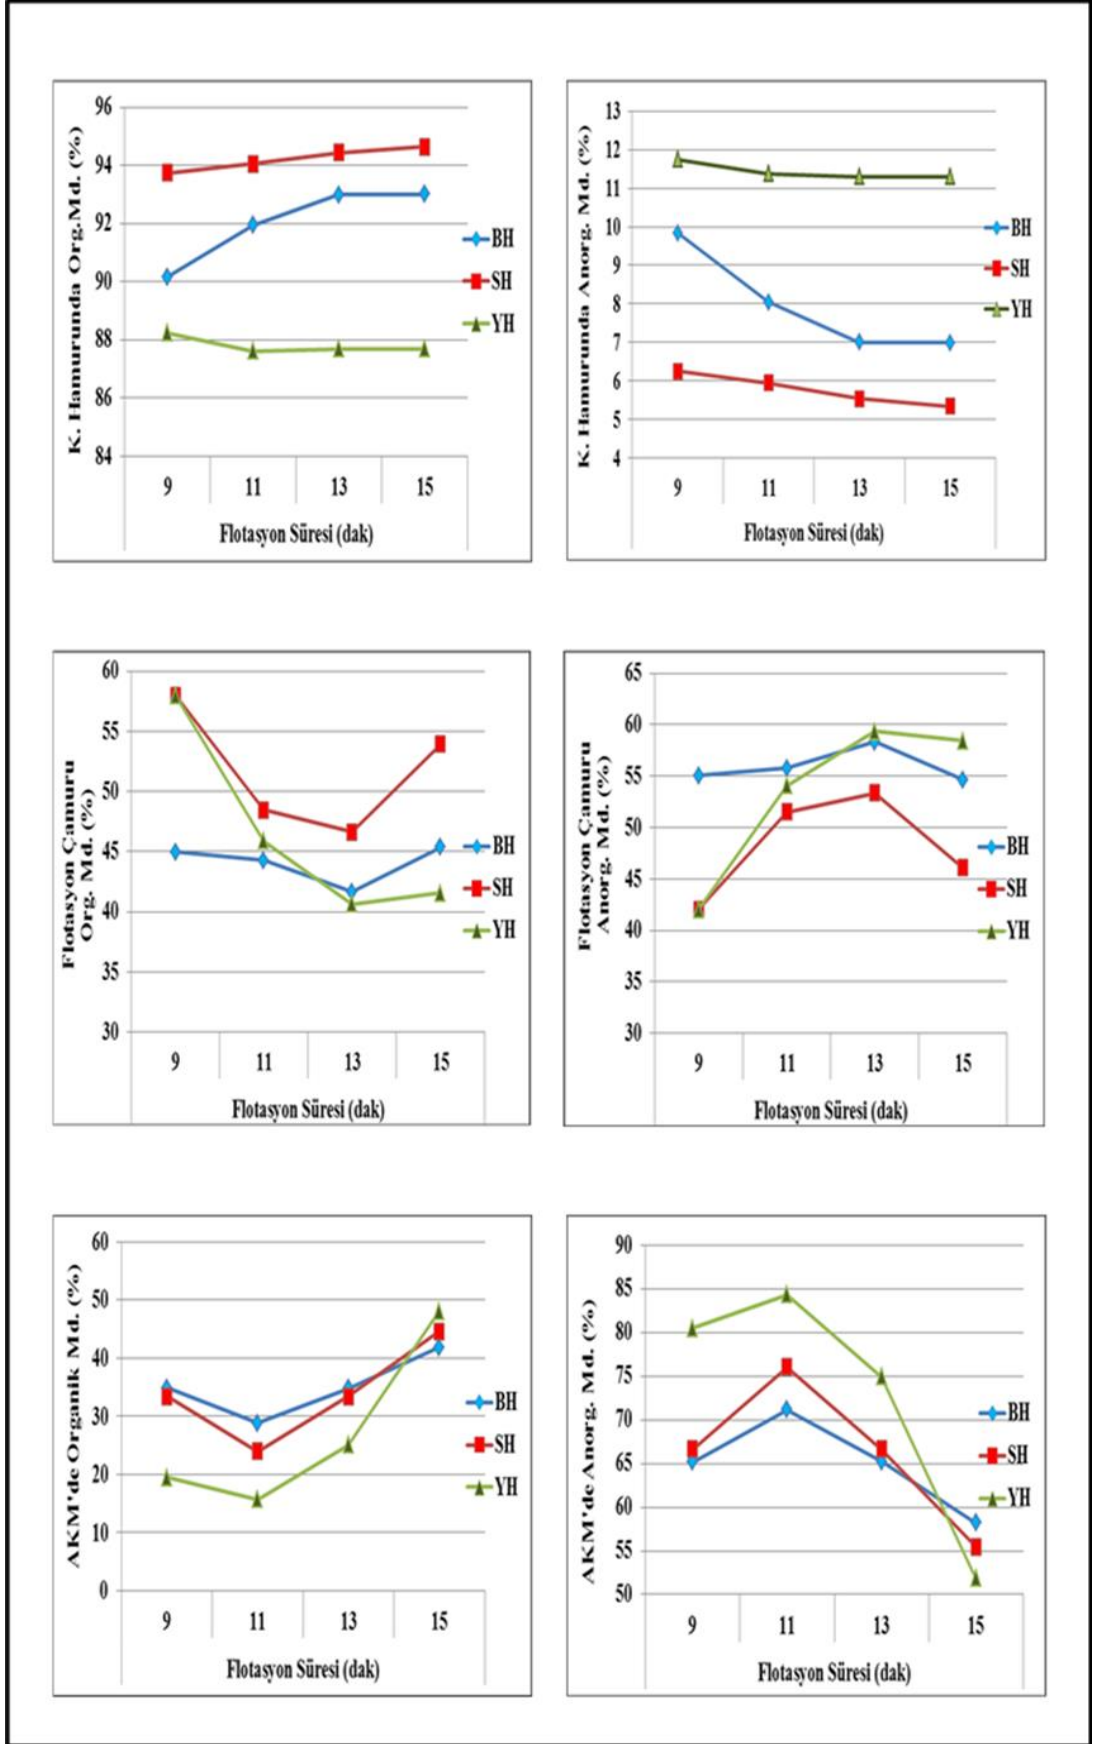 K. Hamurunda Org.Md. (%)
96
94
92
90
88
86
84
9 11 13 15
Flotasyon Süresi (dak)
BH
SH
YH
K. Hamurunda Anorg. Md. (%)
13
12
11
10
9
8
7
6
5
4
9 11 13 15
Flotasyon Süresi (dak)
BH
SH
YH
Flotasyon Çamuru
Org. Md. (%)
60
55
50
45
40
35
30
9 11 13 15
Flotasyon Süresi (dak)
BH
SH
YH
Flotasyon Çamuru
Anorg. Md. (%)
65
60
55
50
45
40
35
30
9 11 13 15
Flotasyon Süresi (dak)
BH
SH
YH
AKM'de Organik Md. (%)
60
50
40
30
20
10
0
9 11 13 15
Flotasyon Süresi (dak)
BH
SH
YH
AKM'de Anorg. Md. (%)
90
85
80
75
70
65
60
55
50
9 11 13 15
Flotasyon Süresi (dak)
BH
SH
YH